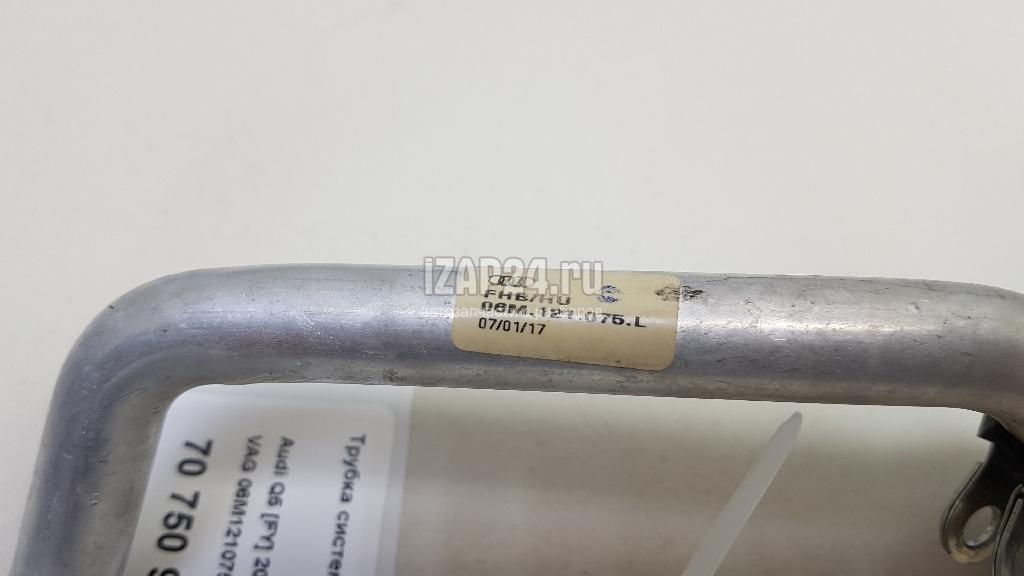 IZAP24.ru
FHB/HU
06M.121.075.L
07/01/17
Трубка систем
Audi Q5 [FY] 20
VAG 06M121075
70 750 9